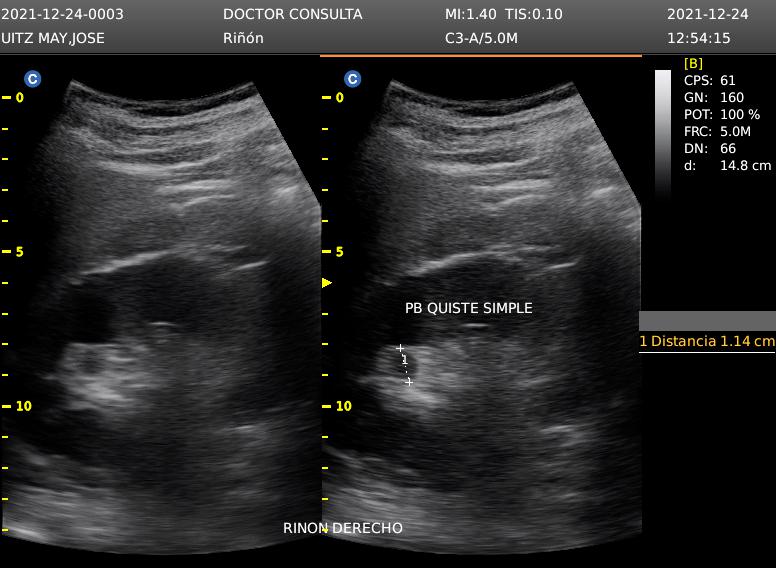 2021-12-24-0003 DOCTOR CONSULTA MI:1.40 TIS:0.10 2021-12-24
UITZ MAY,JOSE Riñón C3-A/5.0M 12:54:15
C C
[B]
CPS: 61
GN: 160
POT: 100 %
FRC: 5.0M
DN: 66
d: 14.8 cm
0 0
5 5
PB QUISTE SIMPLE
1 Distancia 1.14 cm
1
10 10
RINON DERECHO